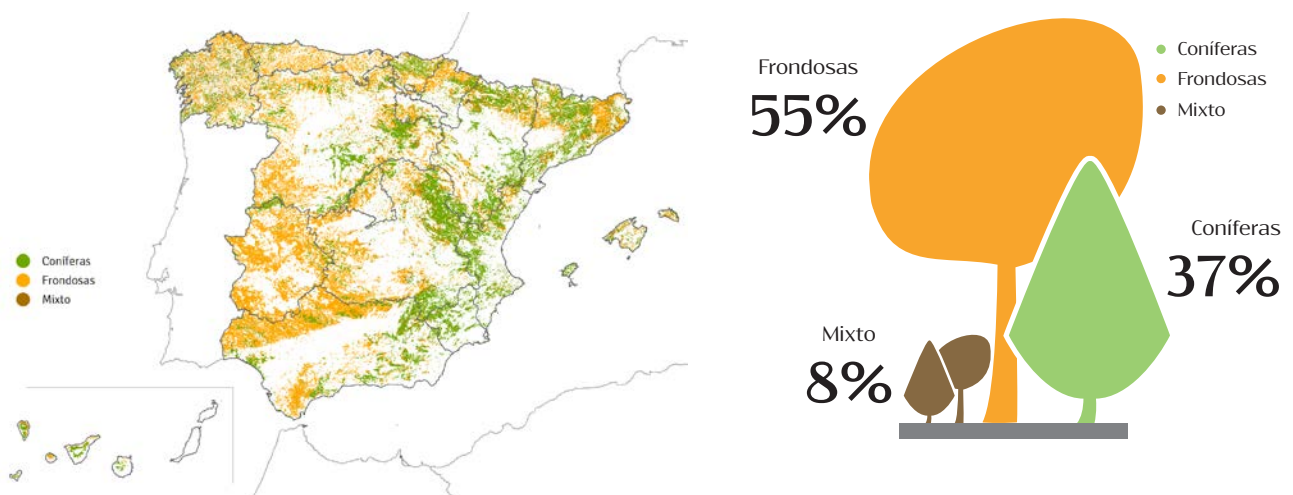 Coníferas
Frondosas
Mixto
Frondosas
55%
Coníferas
Frondosas
Mixto
Coníferas
37%
Mixto
8%